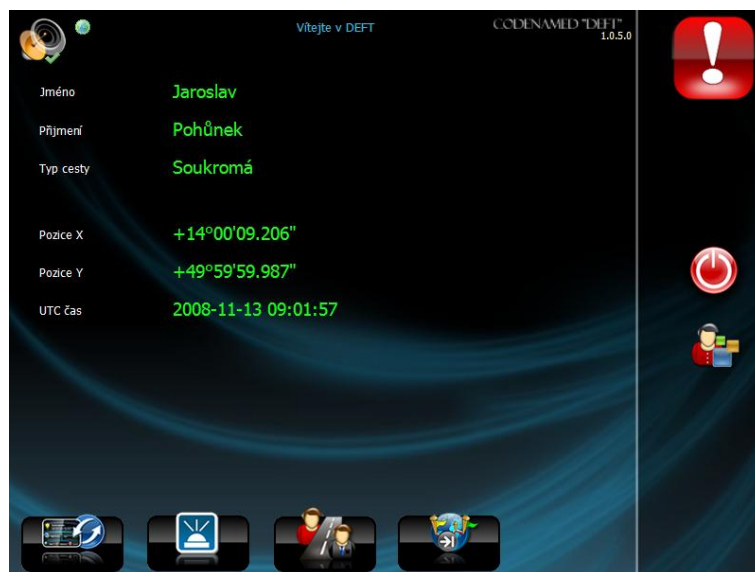 Vítejte v DEFT
CODENAMED "DEFT"
1.0.5.0
Jméno Jaroslav
Přijmení Pohůnek
Typ cesty Soukromá
Pozice X +14°00'09.206"
Pozice Y +49°59'59.987"
UTC čas 2008-11-13 09:01:57